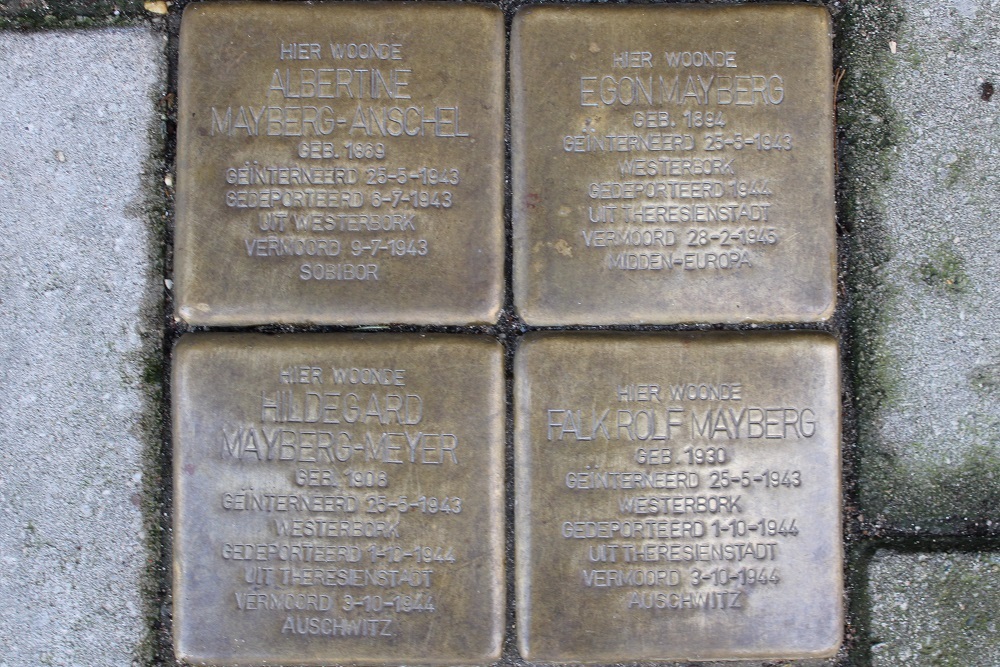 HIER WOONDE
ALBERTINE
MAYBERG-ANSCHEL
GEB. 1869
GEÏNTERNEERD 25-5-1943
GEDEPORTEERD 6-7-1943
UIT WESTERBORK
VERMOORD 9-7-1943
SOBIBOR
HIER WOONDE
EGON MAYBERG
GEB. 1894
GEÏNTERNEERD 25-5-1943
WESTERBORK
GEDEPORTEERD 1944
UIT THERESIENSTADT
VERMOORD 28-2-1945
MIDDEN-EUROPA
HIER WOONDE
HILDEGARD
MAYBERG-MEYER
GEB. 1906
GEÏNTERNEERD 25-5-1943
WESTERBORK
GEDEPORTEERD 1-10-1944
UIT THERESIENSTADT
VERMOORD 3-10-1944
AUSCHWITZ
HIER WOONDE
FALK ROLF MAYBERG
GEB. 1930
GEÏNTERNEERD 25-5-1943
WESTERBORK
GEDEPORTEERD 1-10-1944
UIT THERESIENSTADT
VERMOORD 3-10-1944
AUSCHWITZ